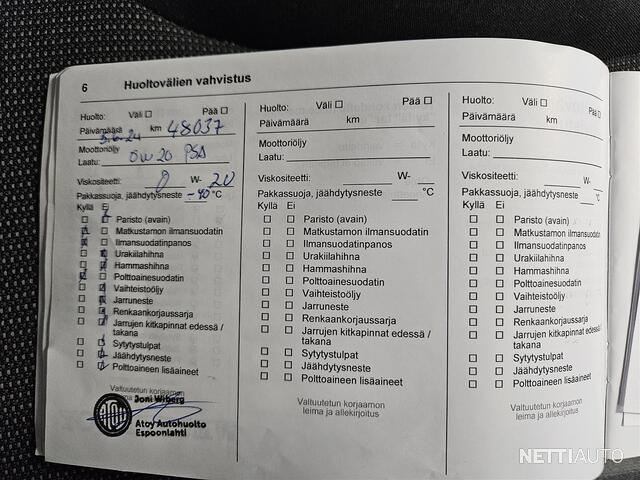 6 Huoltovälien vahvistus
Huolto: Väli ☐ Pää ☐
Päivämäärä km 48037
Moottoriöljy
Laatu: 0W20 PSA
Viskositeetti: 0 W- 20
Pakkassuoja, jäähdytysneste -40 °C
Kyllä Ei
Paristo (avain)
Matkustamon ilmansuodatin
Ilmansuodatinpanos
Urakiilahihna
Hammashihna
Polttoainesuodatin
Vaihteistoöljy
Jarruneste
Renkaankorjaussarja
Jarrujen kitkapinnat edessä /
takana
Sytytystulpat
Jäähdytysneste
Polttoaineen lisäaineet
Valtuutetun korjaamon
Joni Wiberg
Atoy Autohuolto
Espoonlahti
Huolto: Väli ☐ Pää ☐
Päivämäärä km
Moottoriöljy
Laatu:
Viskositeetti: W-
Pakkassuoja, jäähdytysneste °C
Kyllä Ei
Paristo (avain)
Matkustamon ilmansuodatin
Ilmansuodatinpanos
Urakiilahihna
Hammashihna
Polttoainesuodatin
Vaihteistoöljy
Jarruneste
Renkaankorjaussarja
Jarrujen kitkapinnat edessä /
takana
Sytytystulpat
Jäähdytysneste
Polttoaineen lisäaineet
Valtuutetun korjaamon
leima ja allekirjoitus
Huolto: Väli ☐ Pää ☐
Päivämäärä km
Moottoriöljy
Laatu:
Viskositeetti: W-
Pakkassuoja, jäähdytysneste °C
Kyllä Ei
Paristo (avain)
Matkustamon ilmansuodatin
Ilmansuodatinpanos
Urakiilahihna
Hammashihna
Polttoainesuodatin
Vaihteistoöljy
Jarruneste
Renkaankorjaussarja
Jarrujen kitkapinnat edessä /
takana
Sytytystulpat
Jäähdytysneste
Polttoaineen lisäaineet
Valtuutetun korjaamon
leima ja allekirjoitus
NETTIAUTO